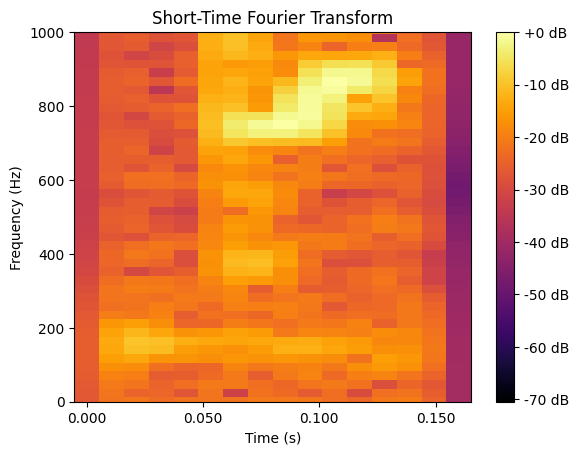 Short-Time Fourier Transform
1000
800
600
400
200
0
Frequency (Hz)
0.000
0.050
0.100
0.150
Time (s)
+0 dB
-10 dB
-20 dB
-30 dB
-40 dB
-50 dB
-60 dB
-70 dB